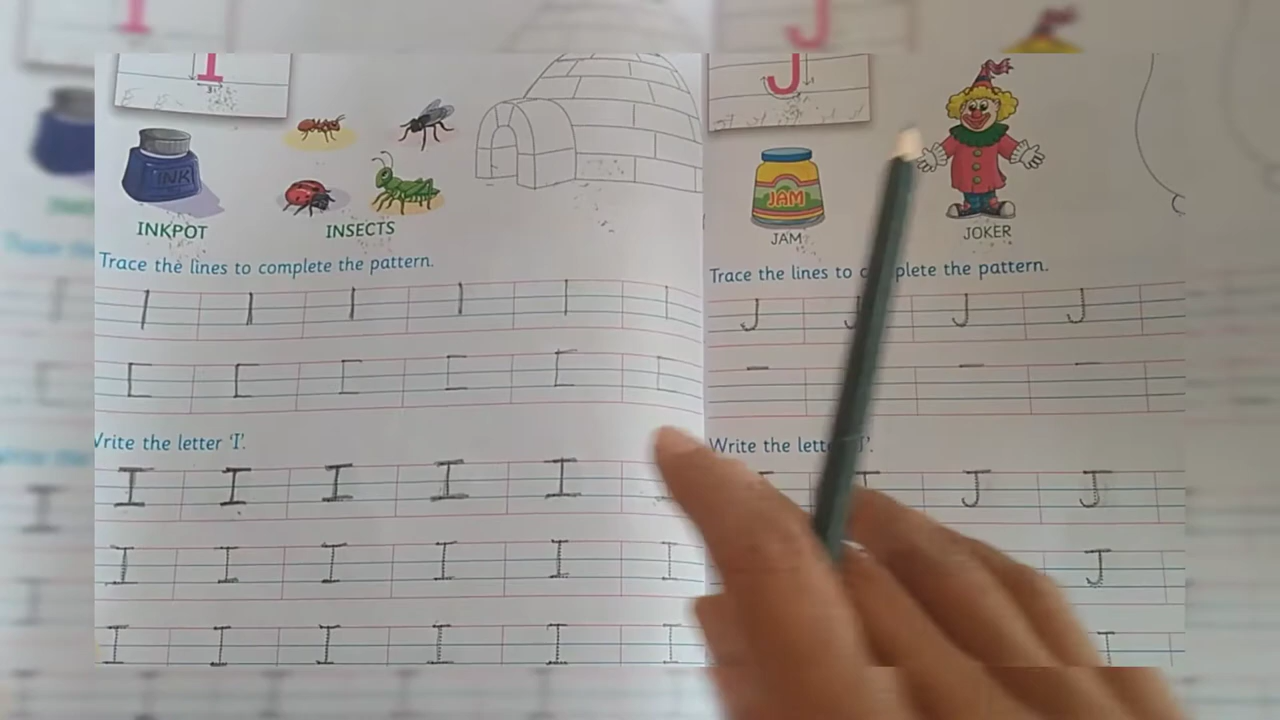 I
INK
INKPOT
INSECTS
Trace the lines to complete the pattern.
I I I I I I
C C C C C C
Write the letter 'I'.
I I I I I
I I I I I I
I I I I I I
J
JAM
JAM
JOKER
Trace the lines to plete the pattern.
J J J J
Write the
J J
J